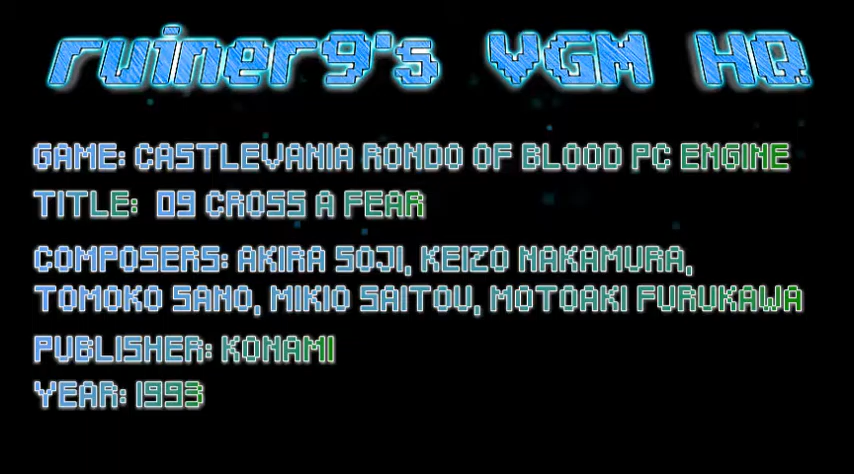 ruiner9's VGM HQ
GAME: CASTLEVANIA RONDO OF BLOOD PC ENGINE
TITLE: 09 CROSS A FEAR
COMPOSERS: AKIRA SOJI, KEIZO NAKAMURA,
TOMOKO SANO, MIKIO SAITOU, MOTOAKI FURUKAWA
PUBLISHER: KONAMI
YEAR: 1993